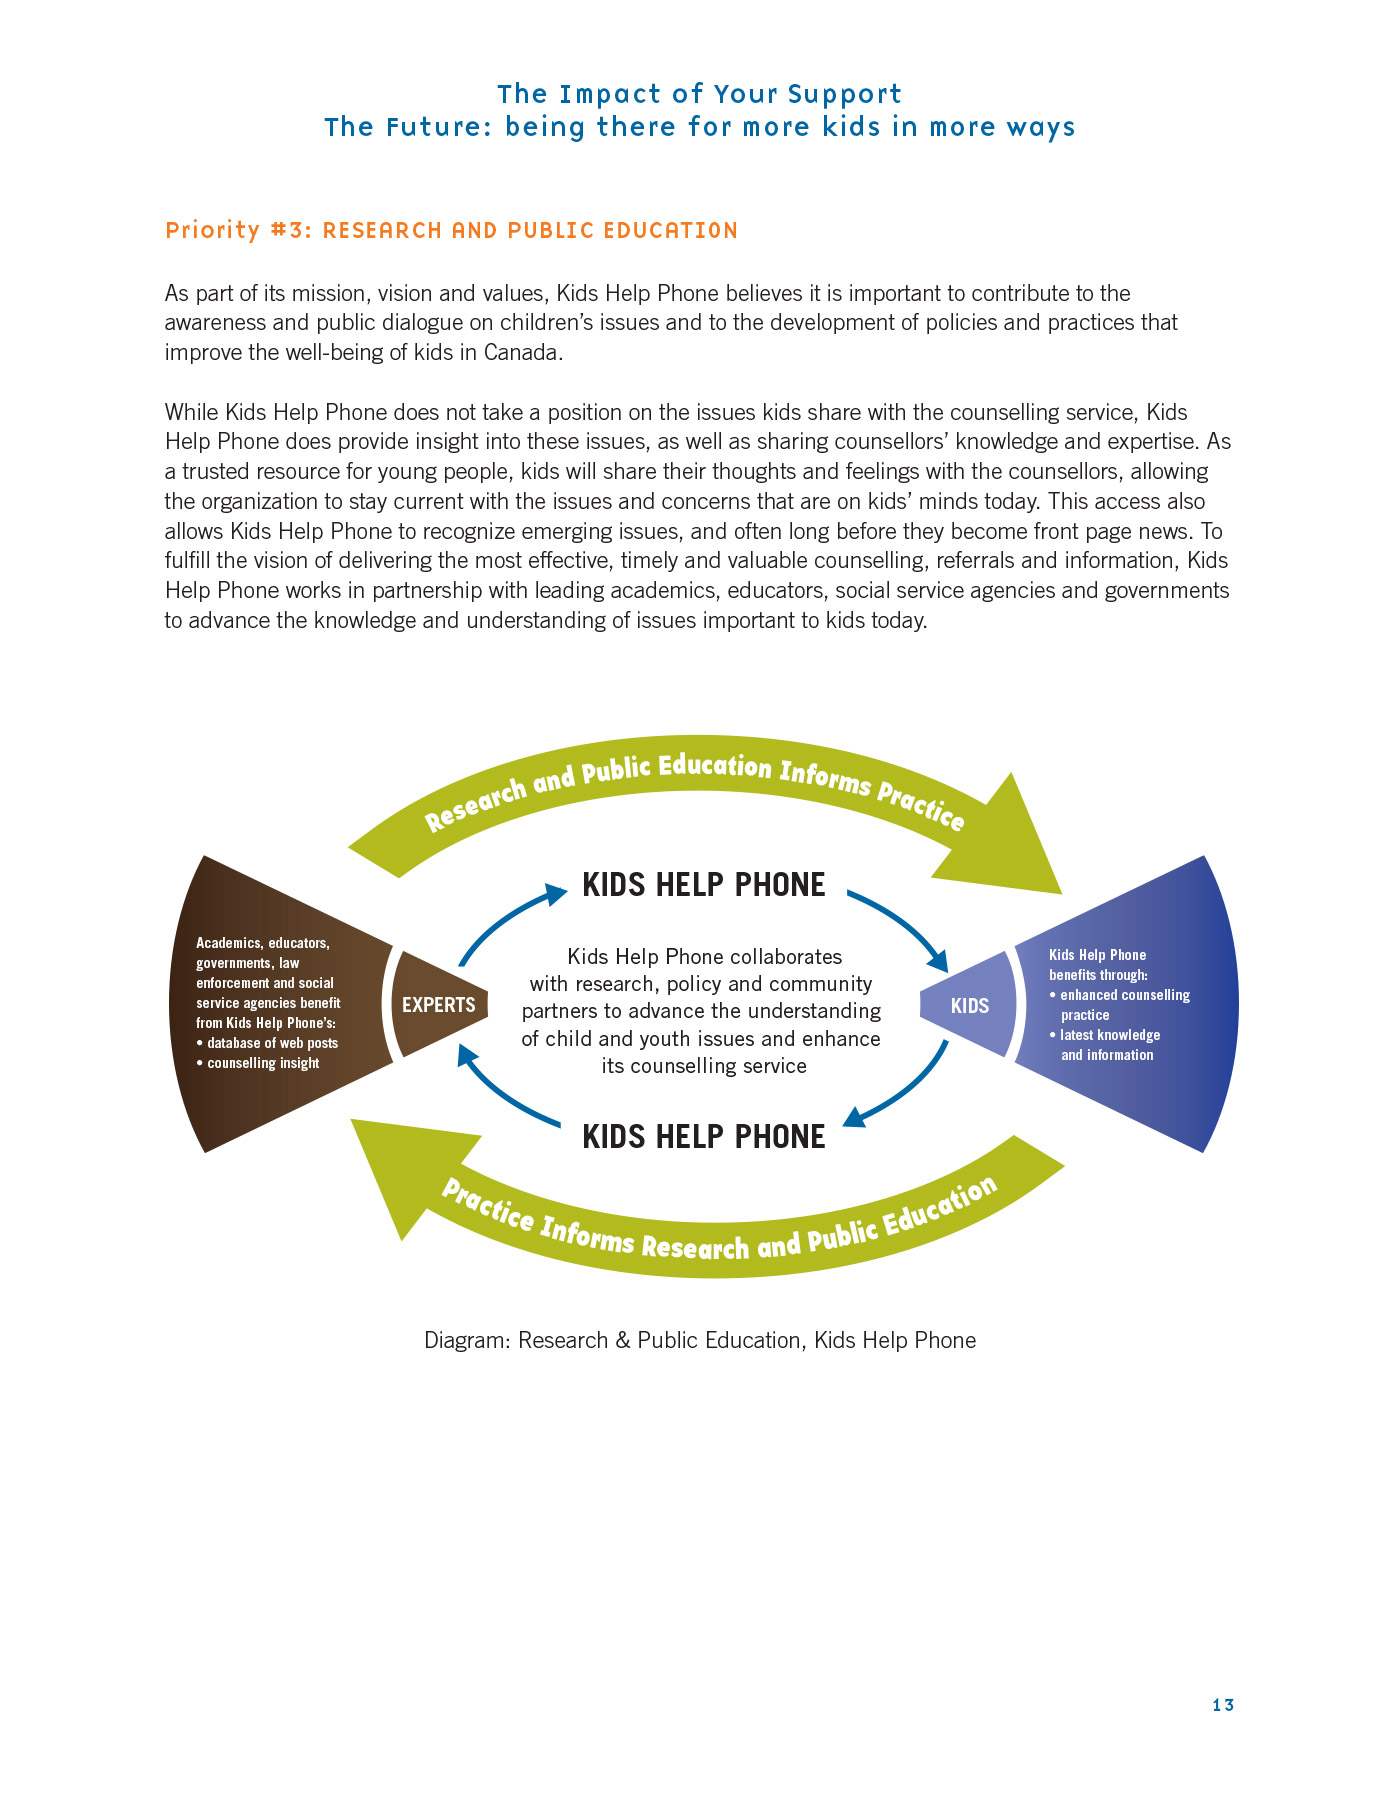 The Impact of Your Support
The Future: being there for more kids in more ways
Priority #3: RESEARCH AND PUBLIC EDUCATION
As part of its mission, vision and values, Kids Help Phone believes it is important to contribute to the
awareness and public dialogue on children's issues and to the development of policies and practices that
improve the well-being of kids in Canada.
While Kids Help Phone does not take a position on the issues kids share with the counselling service, Kids
Help Phone does provide insight into these issues, as well as sharing counsellors' knowledge and expertise. As
a trusted resource for young people, kids will share their thoughts and feelings with the counsellors, allowing
the organization to stay current with the issues and concerns that are on kids' minds today. This access also
allows Kids Help Phone to recognize emerging issues, and often long before they become front page news. To
fulfill the vision of delivering the most effective, timely and valuable counselling, referrals and information, Kids
Help Phone works in partnership with leading academics, educators, social service agencies and governments
to advance the knowledge and understanding of issues important to kids today.
Research and Public Education Informs Practice
KIDS HELP PHONE
Academics, educators,
governments, law
enforcement and social
service agencies benefit
from Kids Help Phone's:
• database of web posts
• counselling insight
EXPERTS
Kids Help Phone collaborates
with research, policy and community
partners to advance the understanding
of child and youth issues and enhance
its counselling service
KIDS
Kids Help Phone
benefits through:
• enhanced counselling
practice
• latest knowledge
and information
KIDS HELP PHONE
Practice Informs Research and Public Education
Diagram: Research & Public Education, Kids Help Phone
13